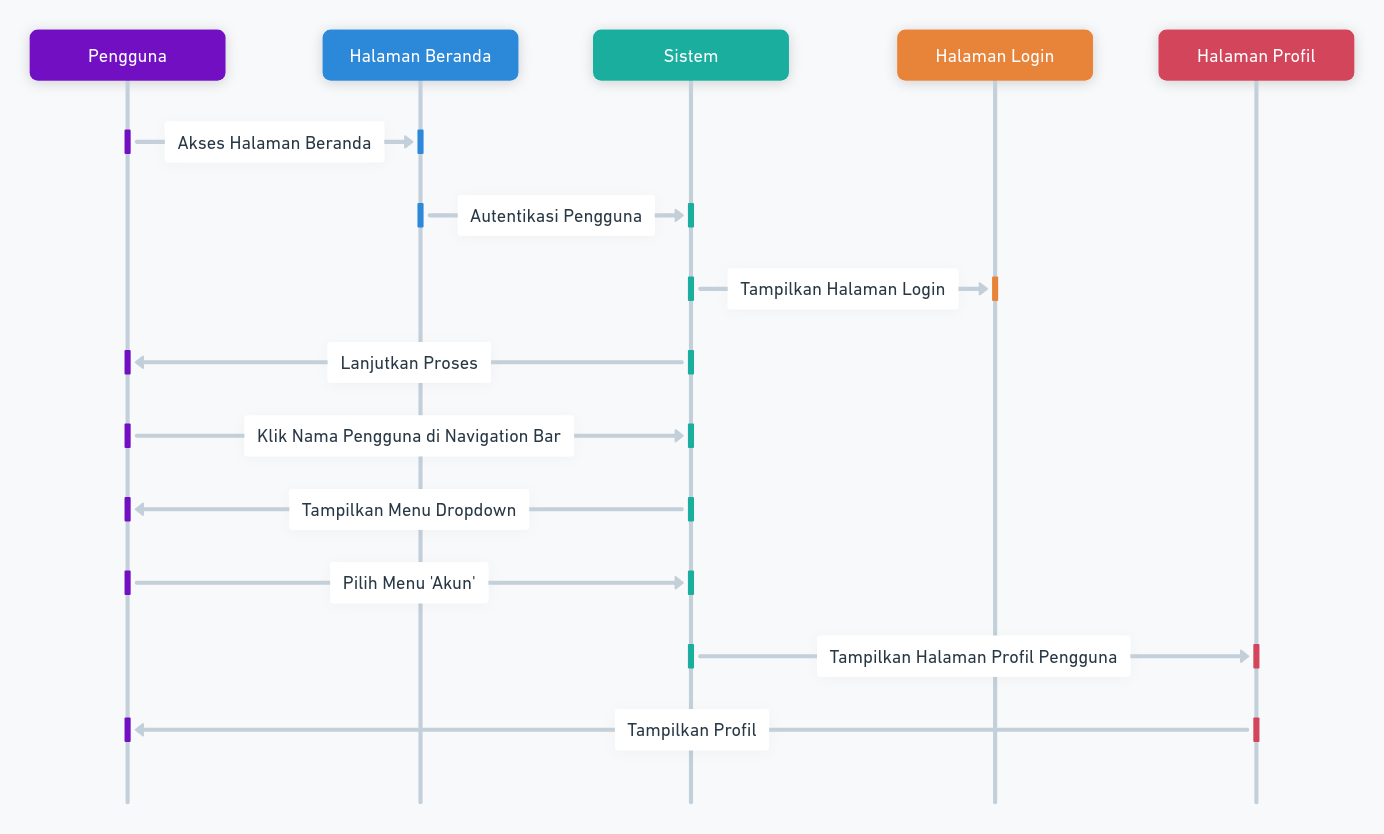 Pengguna
Halaman Beranda
Sistem
Halaman Login
Halaman Profil
Akses Halaman Beranda
Autentikasi Pengguna
Tampilkan Halaman Login
Lanjutkan Proses
Klik Nama Pengguna di Navigation Bar
Tampilkan Menu Dropdown
Pilih Menu 'Akun'
Tampilkan Halaman Profil Pengguna
Tampilkan Profil